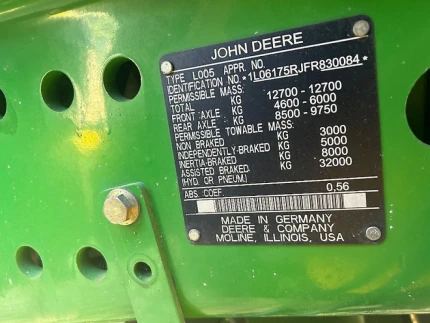 JOHN DEERE
TYPE L005 APPR. NO.
IDENTIFICATION NO. *1L06175RJFR830084*
PERMISSIBLE MASS:
TOTAL KG 12700 - 12700
FRONT AXLE: KG 4600 - 6000
REAR AXLE: KG 8500 - 9750
PERMISSIBLE TOWABLE MASS:
NON BRAKED: KG 3000
INDEPENDENTLY-BRAKED: KG 5000
INERTIA-BRAKED KG 8000
ASSISTED BRAKED: KG 32000
(HYD. OR PNEUM.)
ABS COEF 0,56
MADE IN GERMANY
DEERE & COMPANY
MOLINE, ILLINOIS, USA